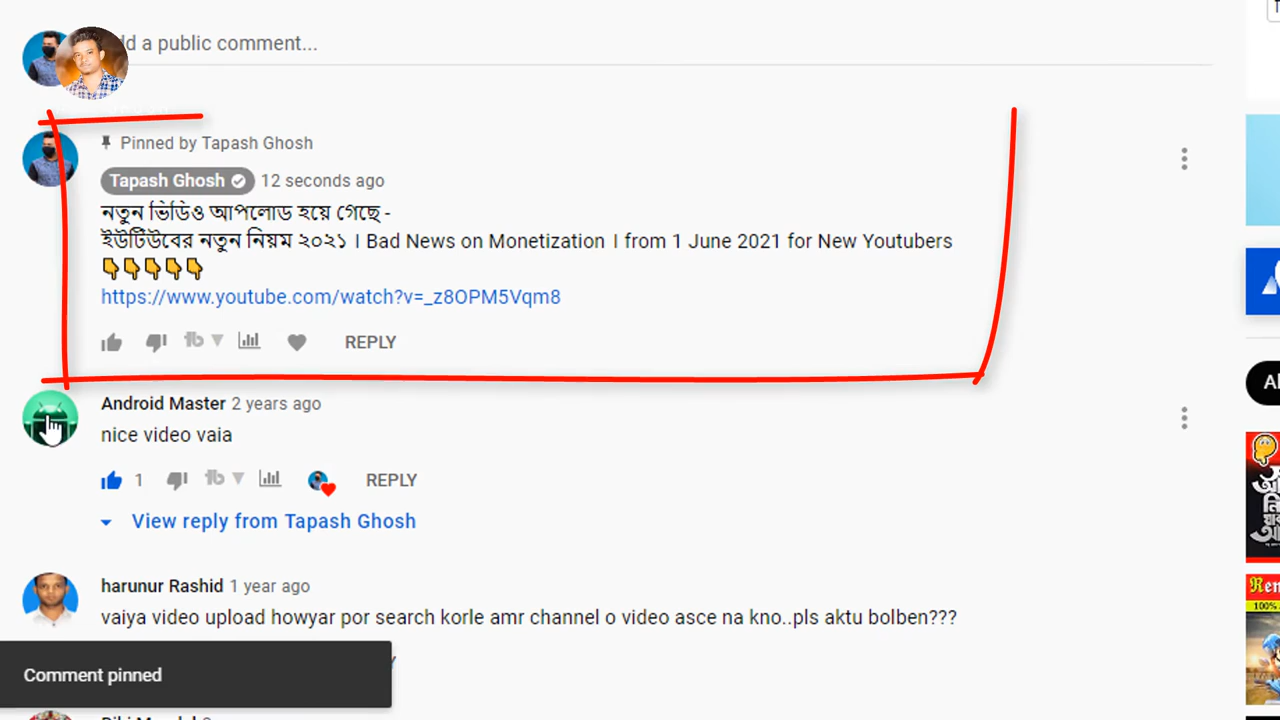 dd a public comment...
Pinned by Tapash Ghosh
Tapash Ghosh 12 seconds ago
নতুন ভিডিও আপলোড হয়ে গেছে -
ইউটিউবের নতুন নিয়ম ২০২১ । Bad News on Monetization । from 1 June 2021 for New Youtubers
https://www.youtube.com/watch?v=_z8OPM5Vqm8
REPLY
Android Master 2 years ago
nice video vaia
1 REPLY
View reply from Tapash Ghosh
harunur Rashid 1 year ago
vaiya video upload howyar por search korle amr channel o video asce na kno..pls aktu bolben???
Comment pinned
100%